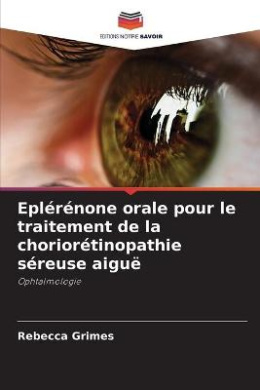 EDITIONS NOTRE SAVOIR
Eplérénone orale pour le
traitement de la
choriorétinopathie
séreuse aiguë
Ophtalmologie
Rebecca Grimes